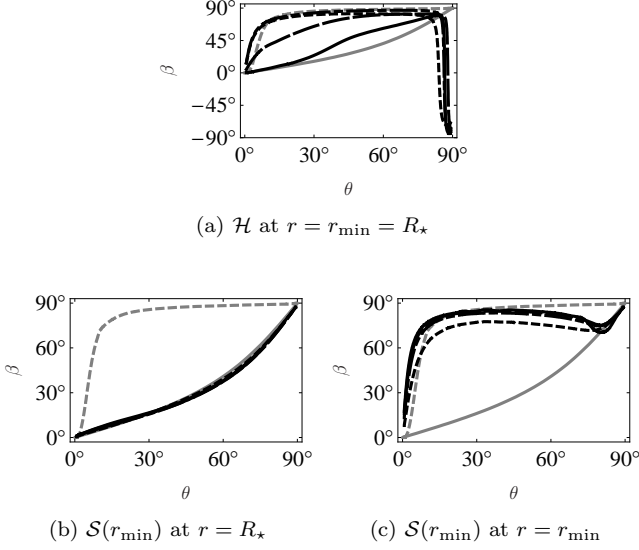 90°
45°
0°
−45°
−90°
β
0°
30°
60°
90°
θ
(a) ℋ at r = r_min = R⋆
90°
60°
30°
0°
β
0°
30°
60°
90°
θ
(b) 𝒮(r_min) at r = R⋆
90°
60°
30°
0°
β
0°
30°
60°
90°
θ
(c) 𝒮(r_min) at r = r_min